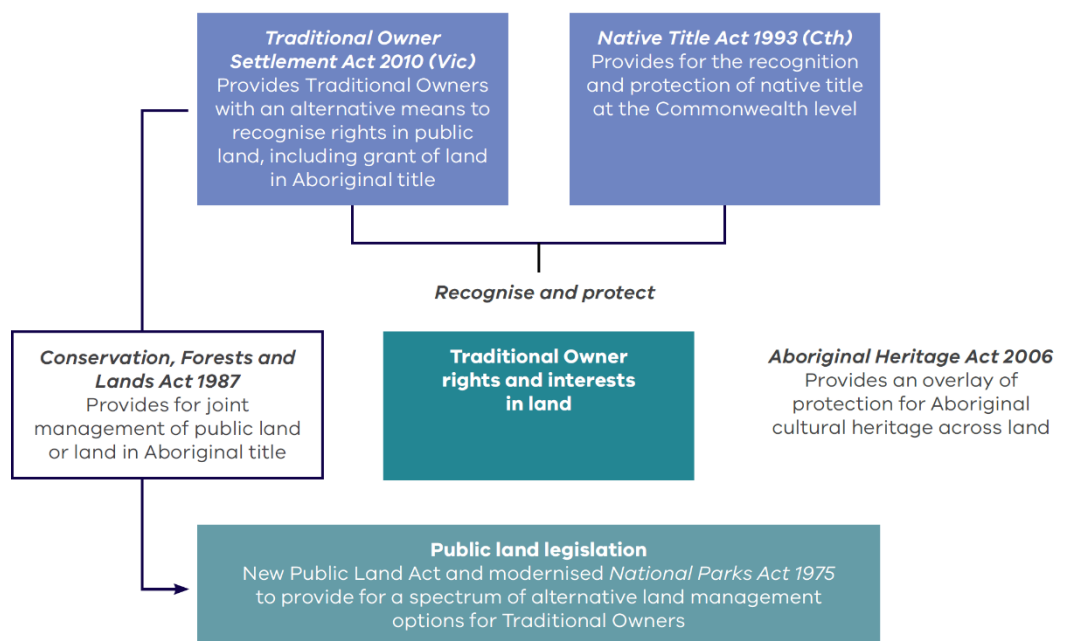 Traditional Owner
Settlement Act 2010 (Vic)
Provides Traditional Owners
with an alternative means to
recognise rights in public
land, including grant of land
in Aboriginal title
Native Title Act 1993 (Cth)
Provides for the recognition
and protection of native title
at the Commonwealth level
Recognise and protect
Conservation, Forests and
Lands Act 1987
Provides for joint
management of public land
or land in Aboriginal title
Traditional Owner
rights and interests
in land
Aboriginal Heritage Act 2006
Provides an overlay of
protection for Aboriginal
cultural heritage across land
Public land legislation
New Public Land Act and modernised National Parks Act 1975
to provide for a spectrum of alternative land management
options for Traditional Owners